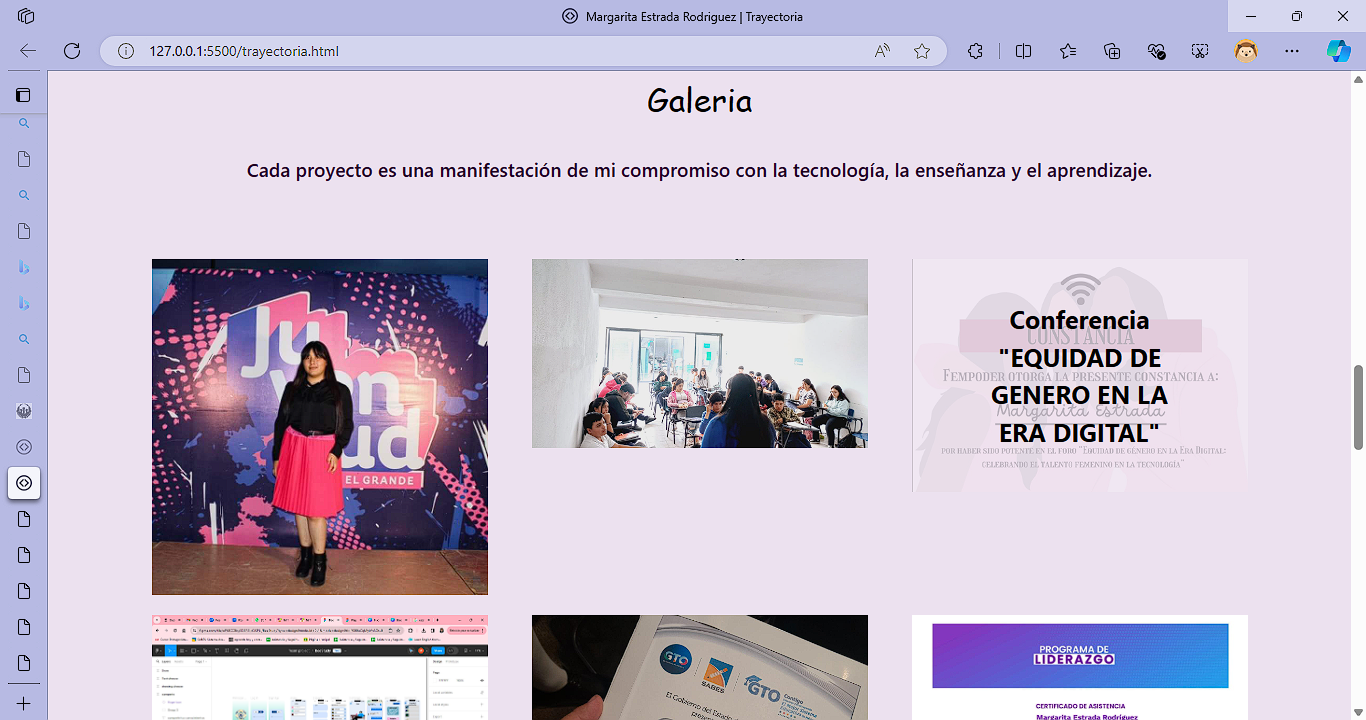 Margarita Estrada Rodriguez | Trayectoria
127.0.0.1:5500/trayectoria.html
Galeria
Cada proyecto es una manifestación de mi compromiso con la tecnología, la enseñanza y el aprendizaje.
Juventud
EL GRANDE
Conferencia
"EQUIDAD DE
GENERO EN LA
ERA DIGITAL"
CONSTANCIA
FEMPODER OTORGA LA PRESENTE CONSTANCIA A:
Margarita Estrada
POR HABER SIDO POTENTE EN EL FORO "EQUIDAD DE GENERO EN LA ERA DIGITAL:
CELEBRANDO EL TALENTO FEMENINO EN LA TECNOLOGÍA"
GTO
SABES
GTO
Contigo
El Gobierno del Estado
PROGRAMA DE
LIDERAZGO
CERTIFICADO DE ASISTENCIA
Margarita Estrada Rodríguez